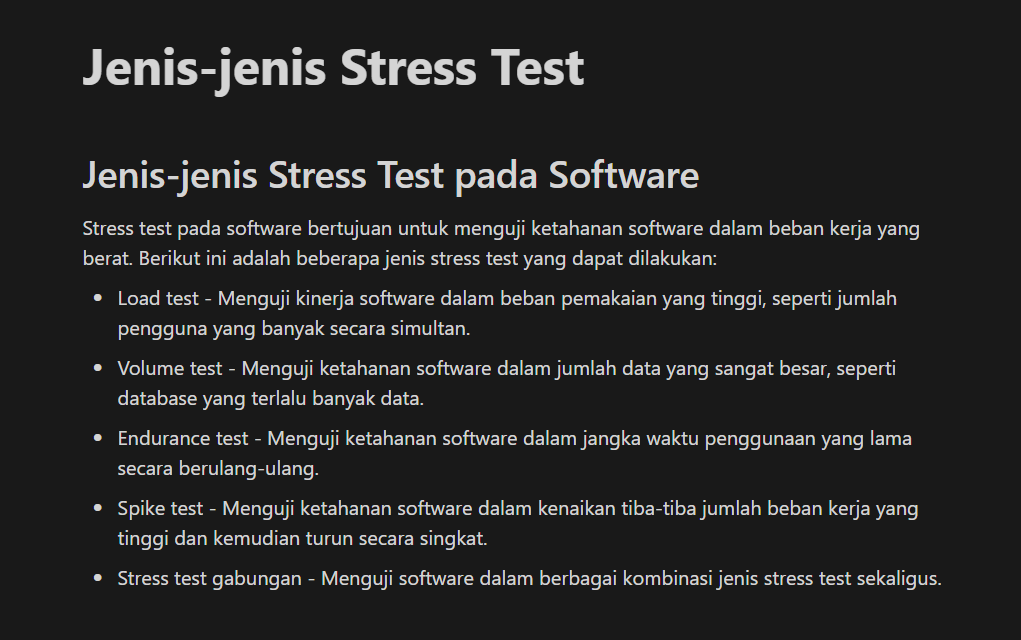 Jenis-jenis Stress Test
Jenis-jenis Stress Test pada Software
Stress test pada software bertujuan untuk menguji ketahanan software dalam beban kerja yang
berat. Berikut ini adalah beberapa jenis stress test yang dapat dilakukan:
• Load test - Menguji kinerja software dalam beban pemakaian yang tinggi, seperti jumlah
pengguna yang banyak secara simultan.
• Volume test - Menguji ketahanan software dalam jumlah data yang sangat besar, seperti
database yang terlalu banyak data.
• Endurance test - Menguji ketahanan software dalam jangka waktu penggunaan yang lama
secara berulang-ulang.
• Spike test - Menguji ketahanan software dalam kenaikan tiba-tiba jumlah beban kerja yang
tinggi dan kemudian turun secara singkat.
• Stress test gabungan - Menguji software dalam berbagai kombinasi jenis stress test sekaligus.